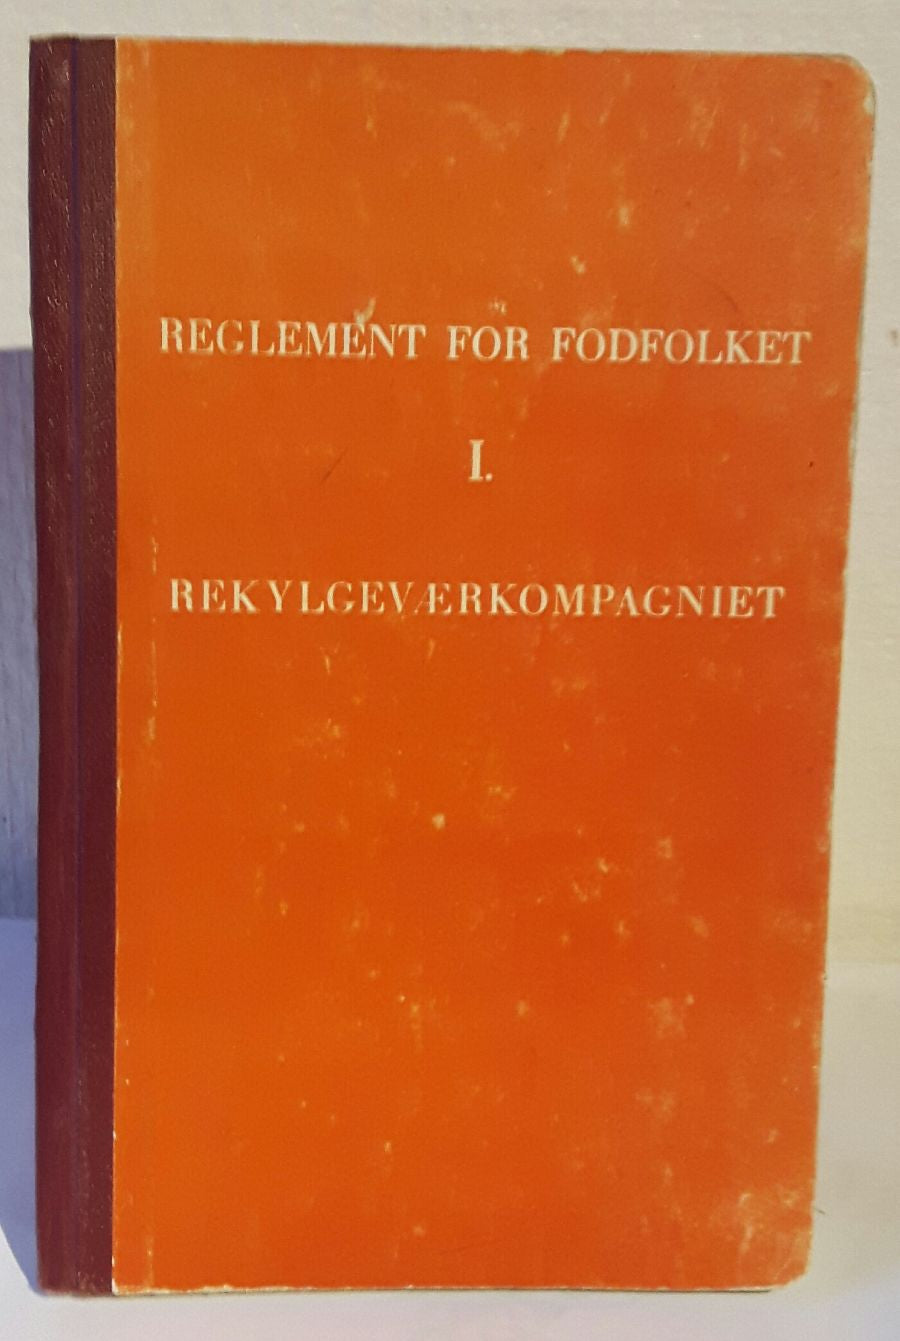 REGLEMENT FOR FODFOLKET
I.
REKYLGEVÆRKOMPAGNIET